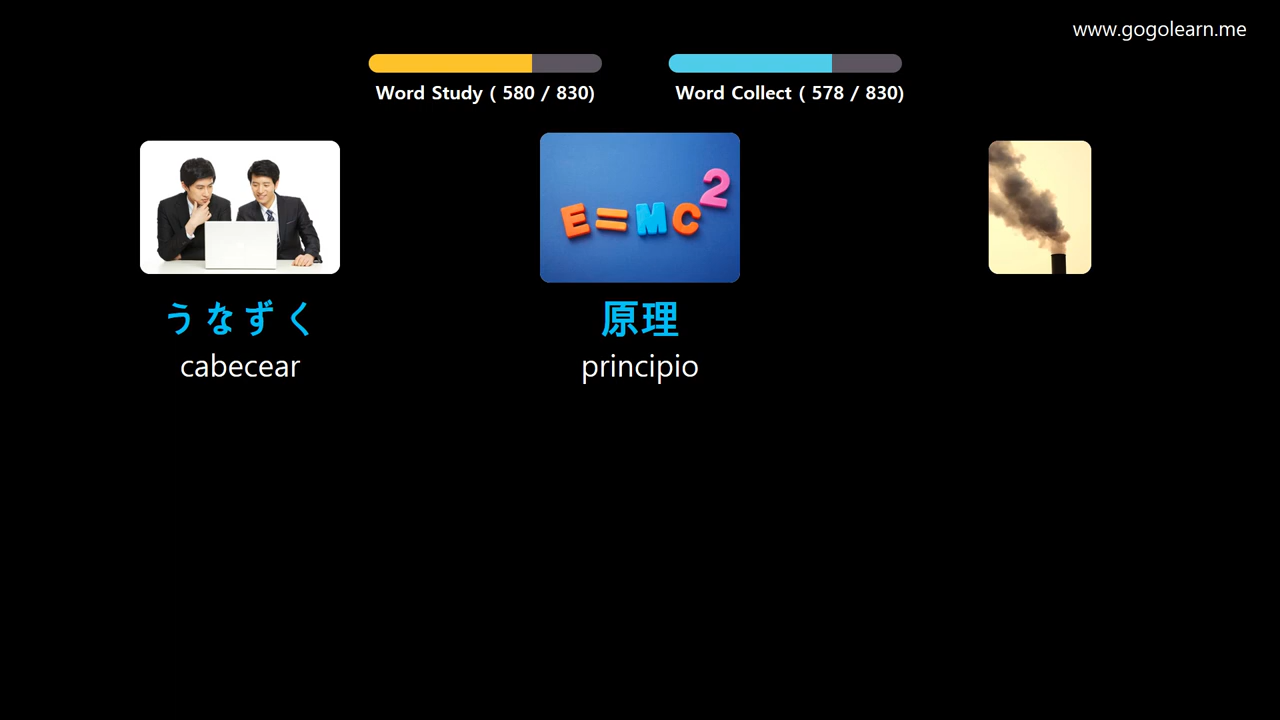 www.gogolearn.me
Word Study ( 580 / 830)
Word Collect ( 578 / 830)
E=MC2
うなずく
原理
cabecear
principio